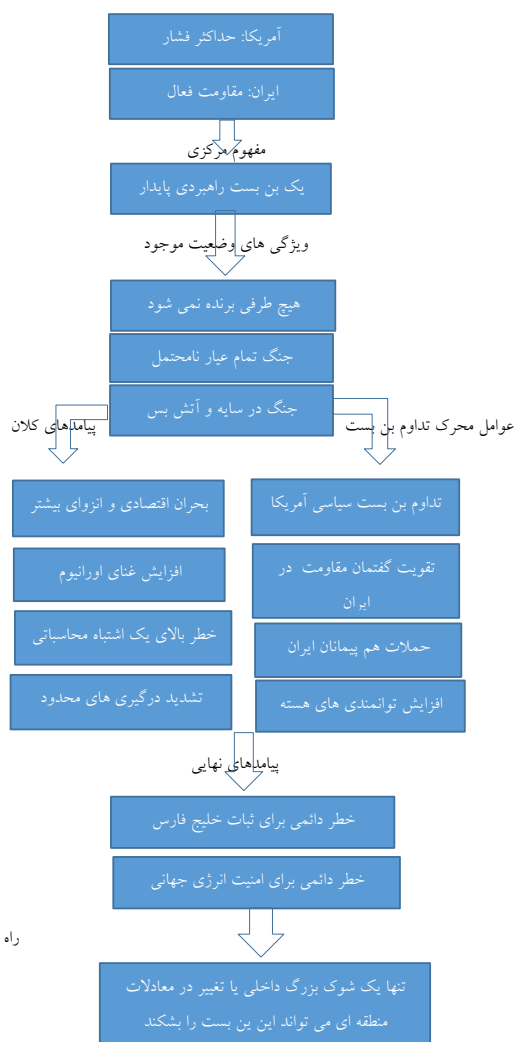 آمریکا: حداکثر فشار
ایران: مقاومت فعال
مفهوم مرکزی
یک بن بست راهبردی پایدار
ویژگی های وضعیت موجود
هیچ طرفی برنده نمی شود
جنگ تمام عیار نامحتمل
جنگ در سایه و آتش بس
عوامل محرک تداوم بن بست
پیامدهای کلان
تداوم بن بست سیاسی آمریکا
تقویت گفتمان مقاومت در
ایران
حملات هم پیمانان ایران
افزایش توانمندی های هسته
بحران اقتصادی و انزوای بیشتر
افزایش غنای اورانیوم
خطر بالای یک اشتباه محاسباتی
تشدید درگیری های محدود
پیامدهای نهایی
خطر دائمی برای ثبات خلیج فارس
خطر دائمی برای امنیت انرژی جهانی
راه
تنها یک شوک بزرگ داخلی یا تغییر در معادلات
منطقه ای می تواند این ین بست را بشکند